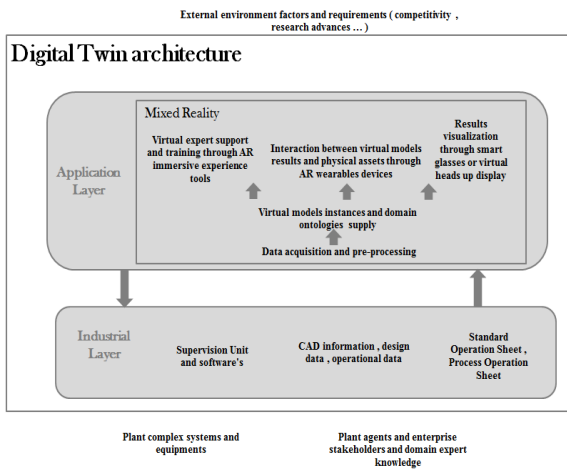 External environment factors and requirements ( competitivity ,
research advances ... )
Digital Twin architecture
Mixed Reality
Virtual expert support
and training through AR
immersive experience
tools
Interaction between virtual models
results and physical assets through
AR wearables devices
Results
visualization
through smart
glasses or virtual
heads up display
Application
Layer
Virtual models instances and domain
ontologies supply
Data acquisition and pre-processing
Industrial
Layer
Supervision Unit
and software's
CAD information , design
data , operational data
Standard
Operation Sheet ,
Process Operation
Sheet
Plant complex systems and
equipments
Plant agents and enterprise
stakeholders and domain expert
knowledge